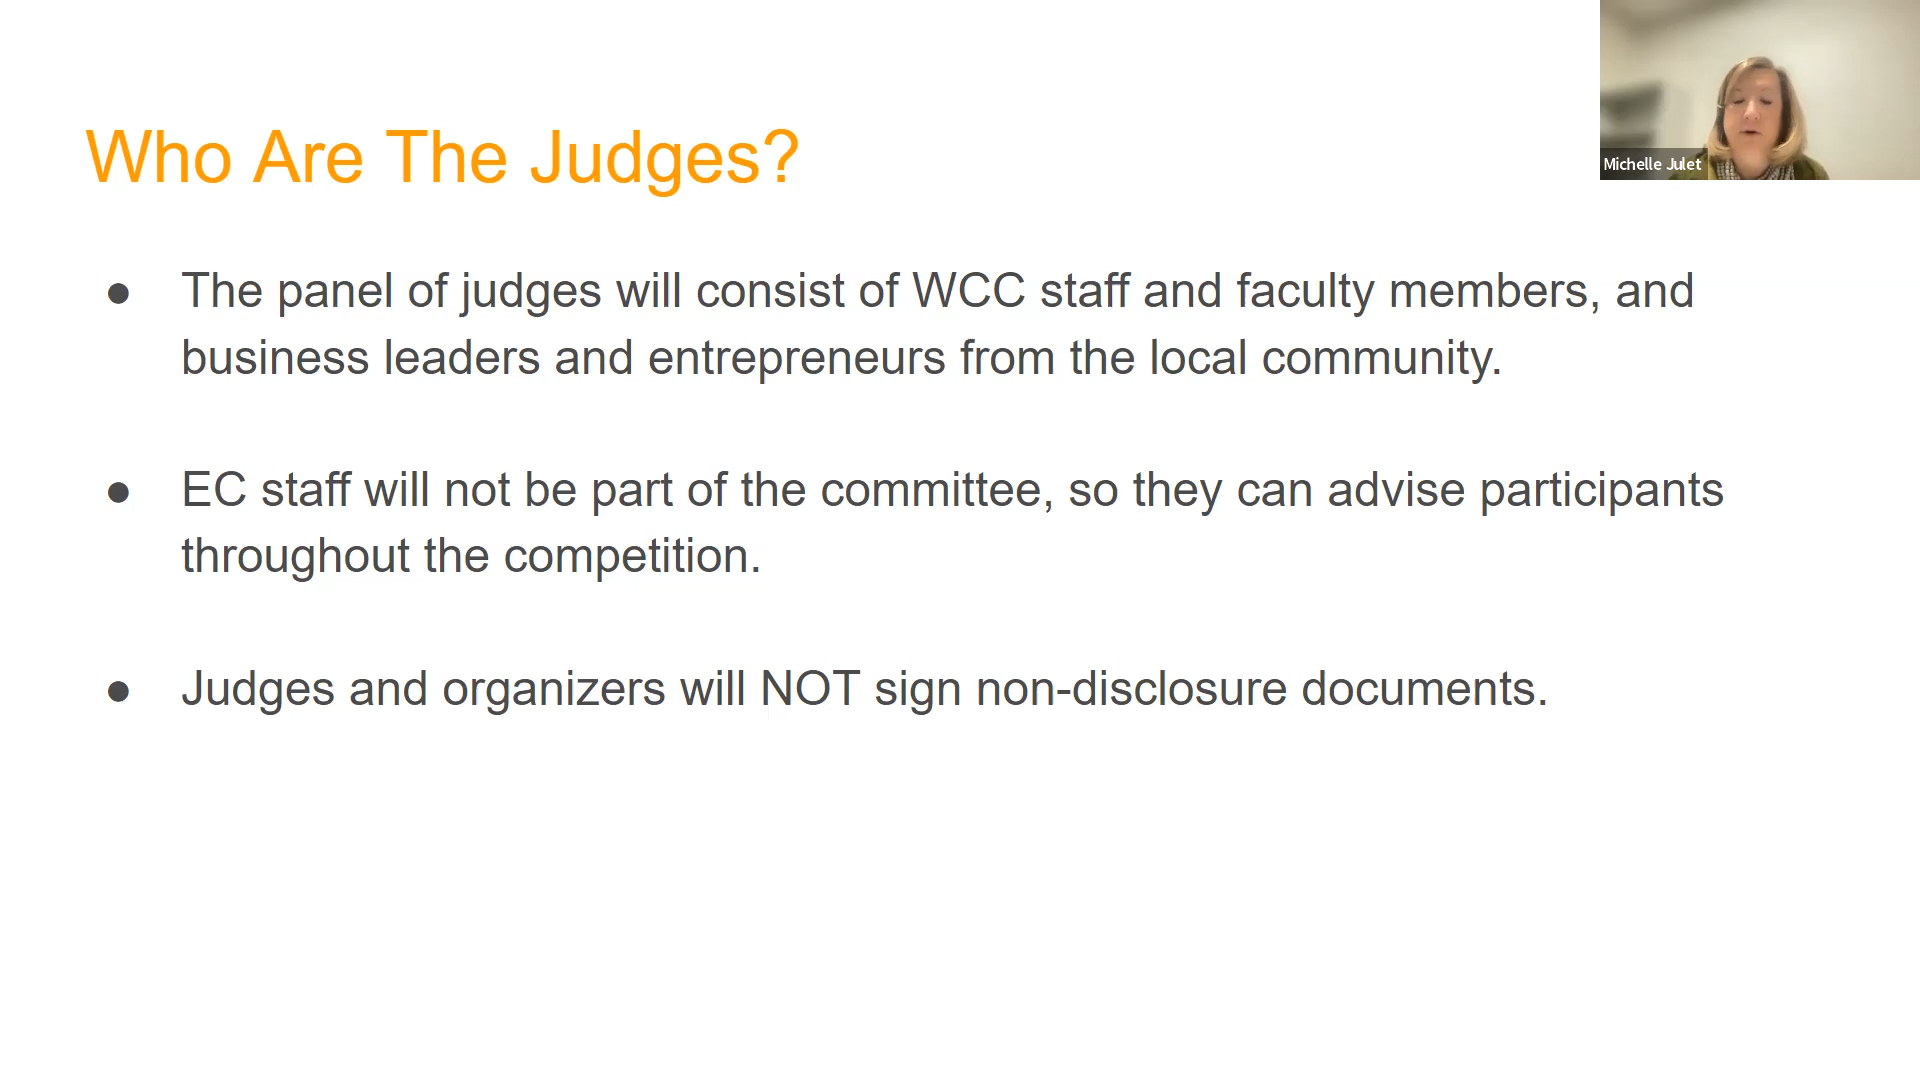 Who Are The Judges?
Michelle Julet
● The panel of judges will consist of WCC staff and faculty members, and
business leaders and entrepreneurs from the local community.
● EC staff will not be part of the committee, so they can advise participants
throughout the competition.
● Judges and organizers will NOT sign non-disclosure documents.